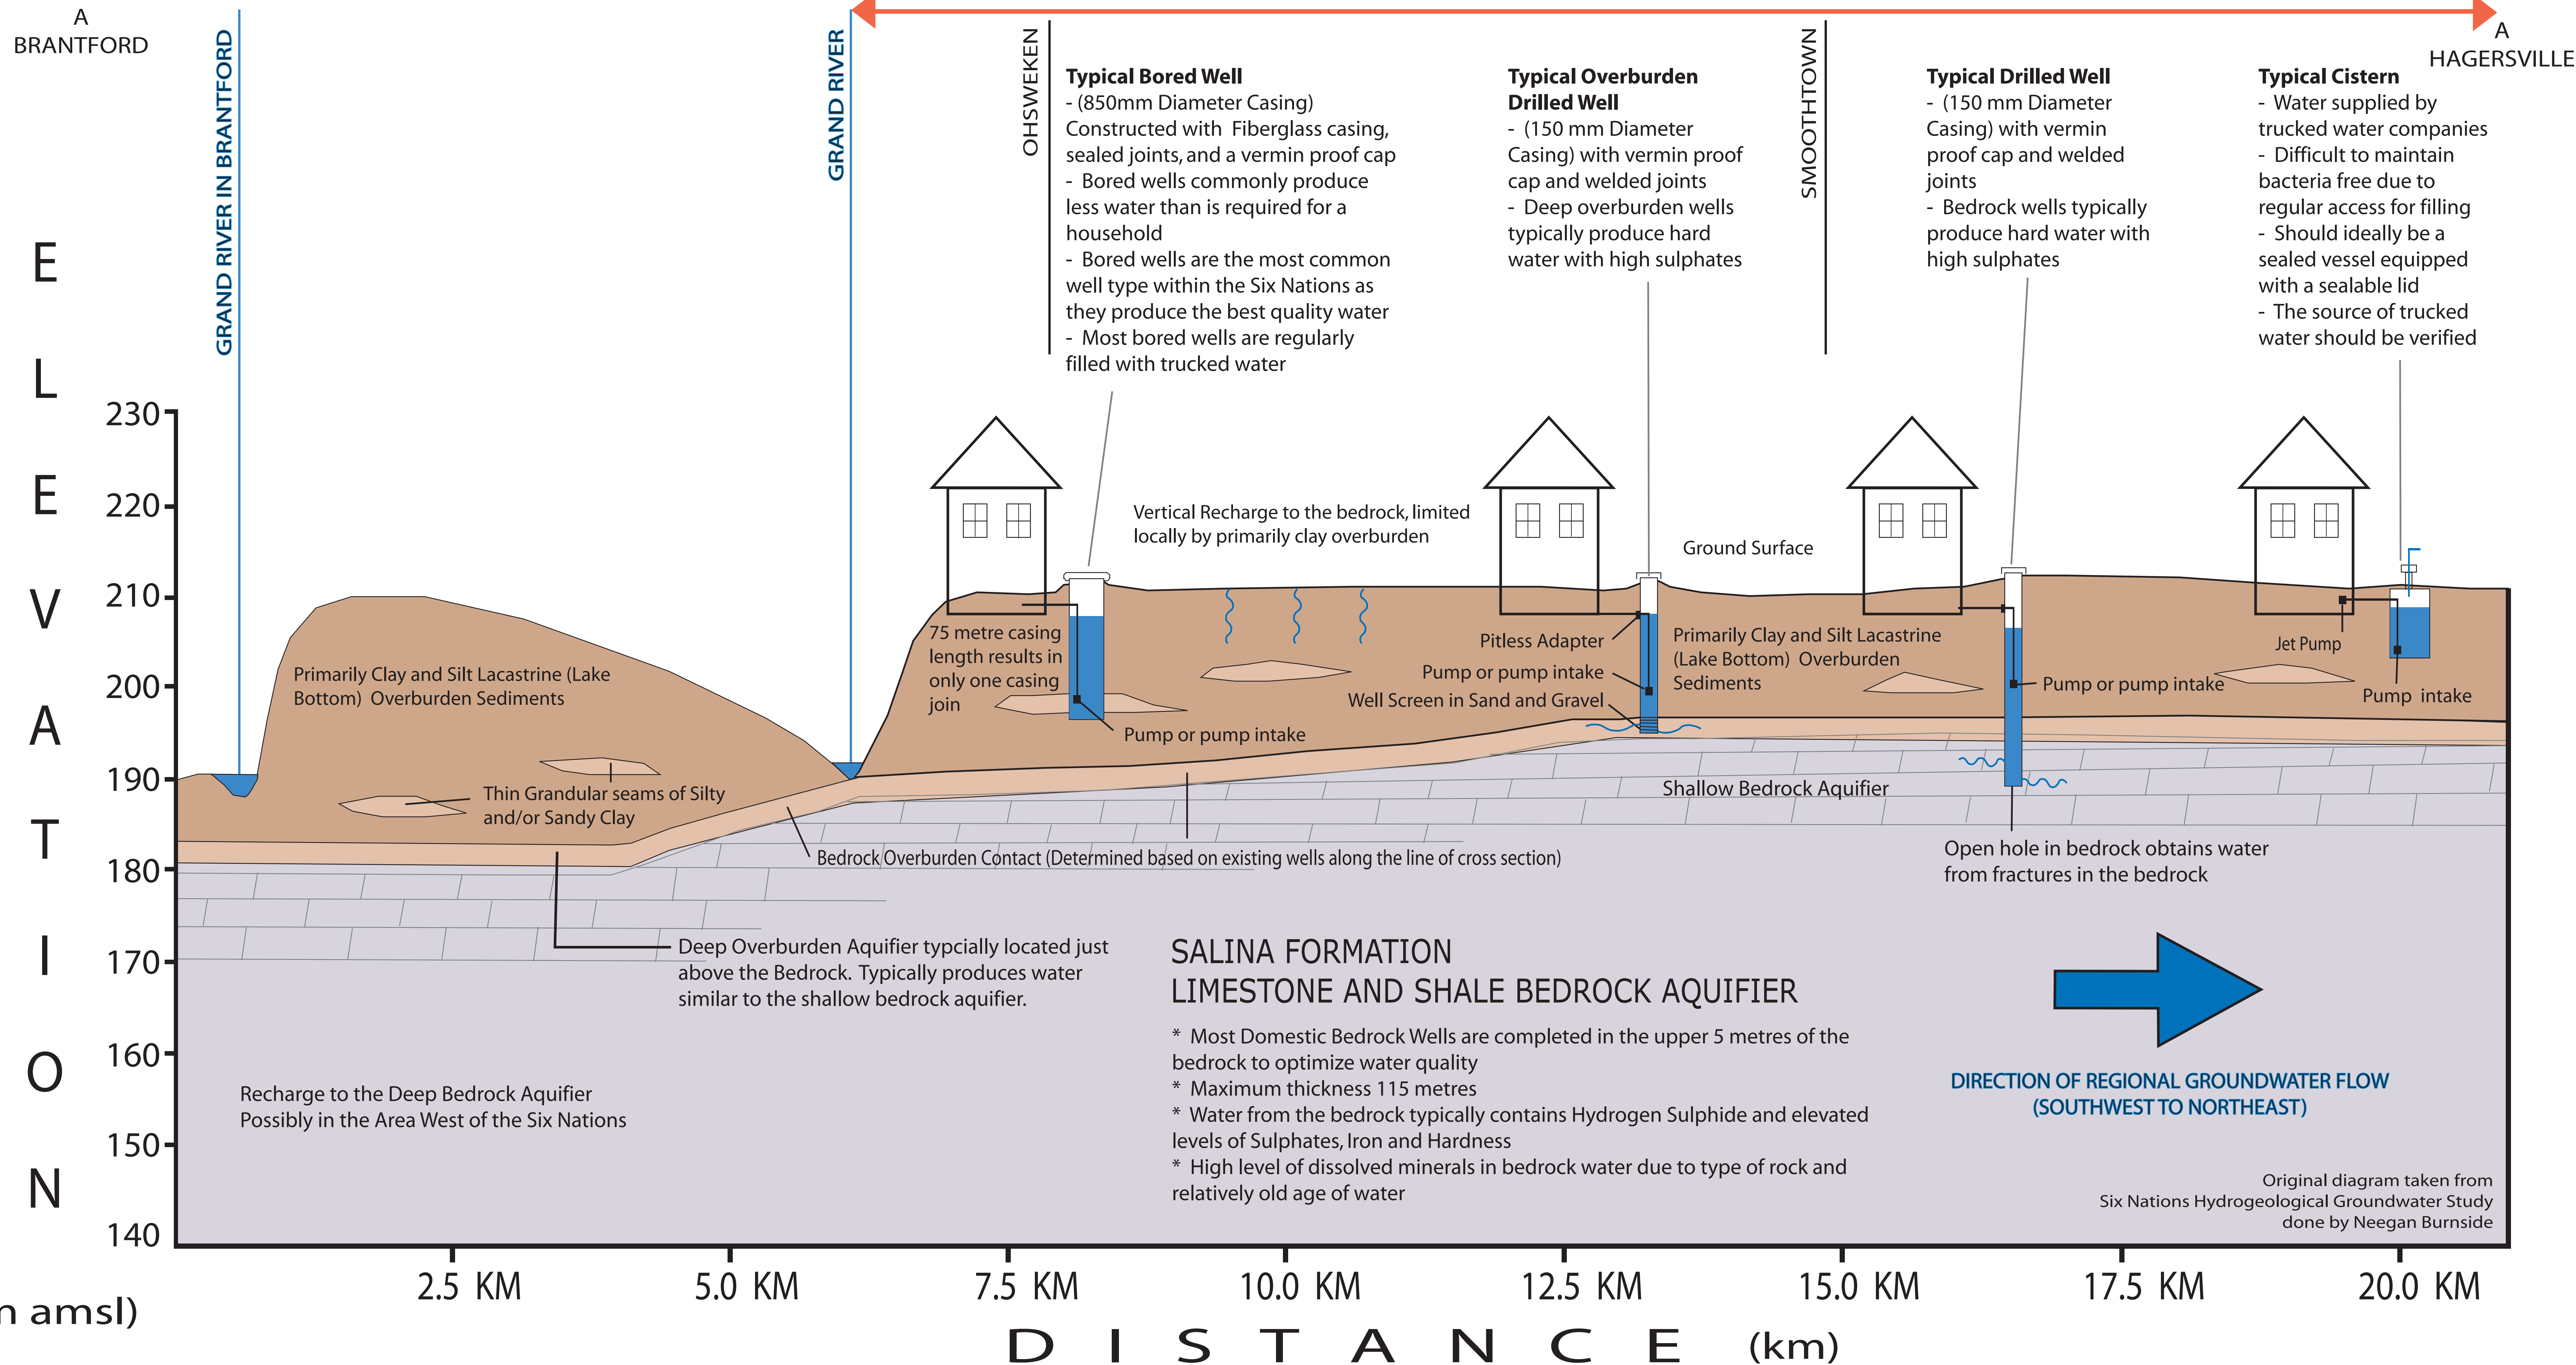 A
BRANTFORD
GRAND RIVER IN BRANTFORD
GRAND RIVER
OHSWEKEN
Typical Bored Well
- (850mm Diameter Casing)
Constructed with Fiberglass casing,
sealed joints, and a vermin proof cap
- Bored wells commonly produce
less water than is required for a
household
- Bored wells are the most common
well type within the Six Nations as
they produce the best quality water
- Most bored wells are regularly
filled with trucked water
Typical Overburden
Drilled Well
- (150 mm Diameter
Casing) with vermin proof
cap and welded joints
- Deep overburden wells
typically produce hard
water with high sulphates
SMOOTHTOWN
Typical Drilled Well
- (150 mm Diameter
Casing) with vermin
proof cap and welded
joints
- Bedrock wells typically
produce hard water with
high sulphates
Typical Cistern
- Water supplied by
trucked water companies
- Difficult to maintain
bacteria free due to
regular access for filling
- Should ideally be a
sealed vessel equipped
with a sealable lid
- The source of trucked
water should be verified
A
HAGERSVILLE
ELEVATION
230
220
210
200
190
180
170
160
150
140
Vertical Recharge to the bedrock, limited
locally by primarily clay overburden
Ground Surface
Primarily Clay and Silt Lacastrine (Lake
Bottom) Overburden Sediments
75 metre casing
length results in
only one casing
join
Pump or pump intake
Pitless Adapter
Pump or pump intake
Well Screen in Sand and Gravel
Primarily Clay and Silt Lacastrine
(Lake Bottom) Overburden
Sediments
Pump or pump intake
Jet Pump
Pump intake
Thin Grandular seams of Silty
and/or Sandy Clay
Shallow Bedrock Aquifier
Bedrock Overburden Contact (Determined based on existing wells along the line of cross section)
Open hole in bedrock obtains water
from fractures in the bedrock
Deep Overburden Aquifier typcially located just
above the Bedrock. Typically produces water
similar to the shallow bedrock aquifier.
SALINA FORMATION
LIMESTONE AND SHALE BEDROCK AQUIFIER
* Most Domestic Bedrock Wells are completed in the upper 5 metres of the
bedrock to optimize water quality
* Maximum thickness 115 metres
* Water from the bedrock typically contains Hydrogen Sulphide and elevated
levels of Sulphates, Iron and Hardness
* High level of dissolved minerals in bedrock water due to type of rock and
relatively old age of water
Recharge to the Deep Bedrock Aquifier
Possibly in the Area West of the Six Nations
DIRECTION OF REGIONAL GROUNDWATER FLOW
(SOUTHWEST TO NORTHEAST)
Original diagram taken from
Six Nations Hydrogeological Groundwater Study
done by Neegan Burnside
2.5 KM
5.0 KM
7.5 KM
10.0 KM
12.5 KM
15.0 KM
17.5 KM
20.0 KM
amsl)
DISTANCE (km)